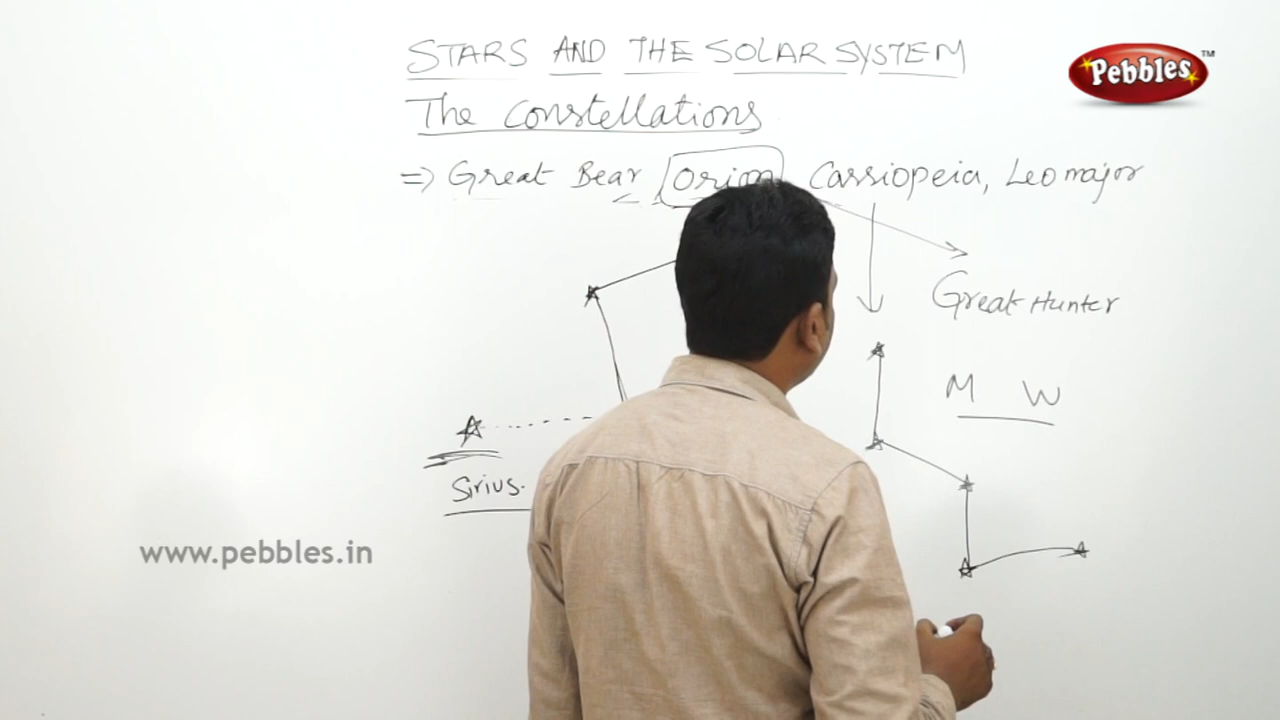 STARS AND THE SOLAR SYSTEM
Pebbles TM
The Constellations
=> Great Bear Orion Cassiopeia, Leo major
Great Hunter
M W
Sirius.
www.pebbles.in